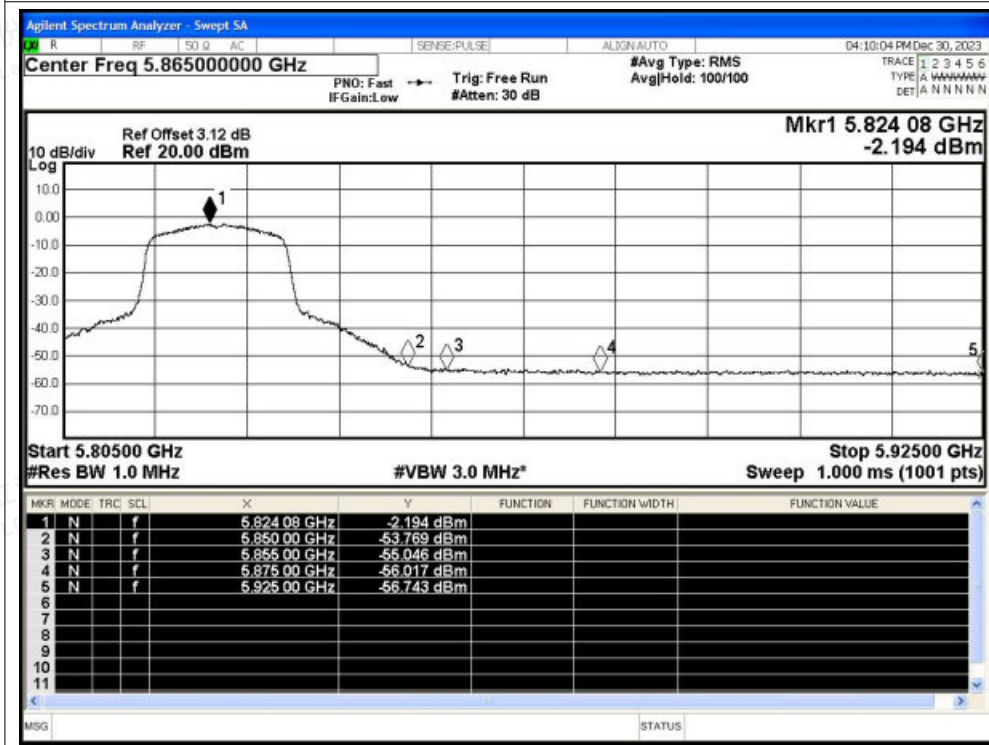 Agilent Spectrum Analyzer - Swept SA
R RF 50 Ω AC SENSE:PULSE ALIGN AUTO 04:10:04 PM Dec 30, 2023
Center Freq 5.865000000 GHz #Avg Type: RMS TRACE 1 2 3 4 5 6
PNO: Fast Trig: Free Run Avg|Hold: 100/100 TYPE A
IFGain:Low #Atten: 30 dB DET A N N N N N
Mkr1 5.824 08 GHz
Ref Offset 3.12 dB
10 dB/div Ref 20.00 dBm -2.194 dBm
Log
10.0
1
0.00
-10.0
-20.0
-30.0
-40.0
2 3 4 5
-50.0
-60.0
-70.0
Start 5.80500 GHz Stop 5.92500 GHz
#Res BW 1.0 MHz #VBW 3.0 MHz* Sweep 1.000 ms (1001 pts)
MKR MODE TRC SCL X Y FUNCTION FUNCTION WIDTH FUNCTION VALUE
1 N f 5.824 08 GHz -2.194 dBm
2 N f 5.850 00 GHz -53.769 dBm
3 N f 5.855 00 GHz -55.046 dBm
4 N f 5.875 00 GHz -56.017 dBm
5 N f 5.925 00 GHz -56.743 dBm
6
7
8
9
10
11
MSG STATUS